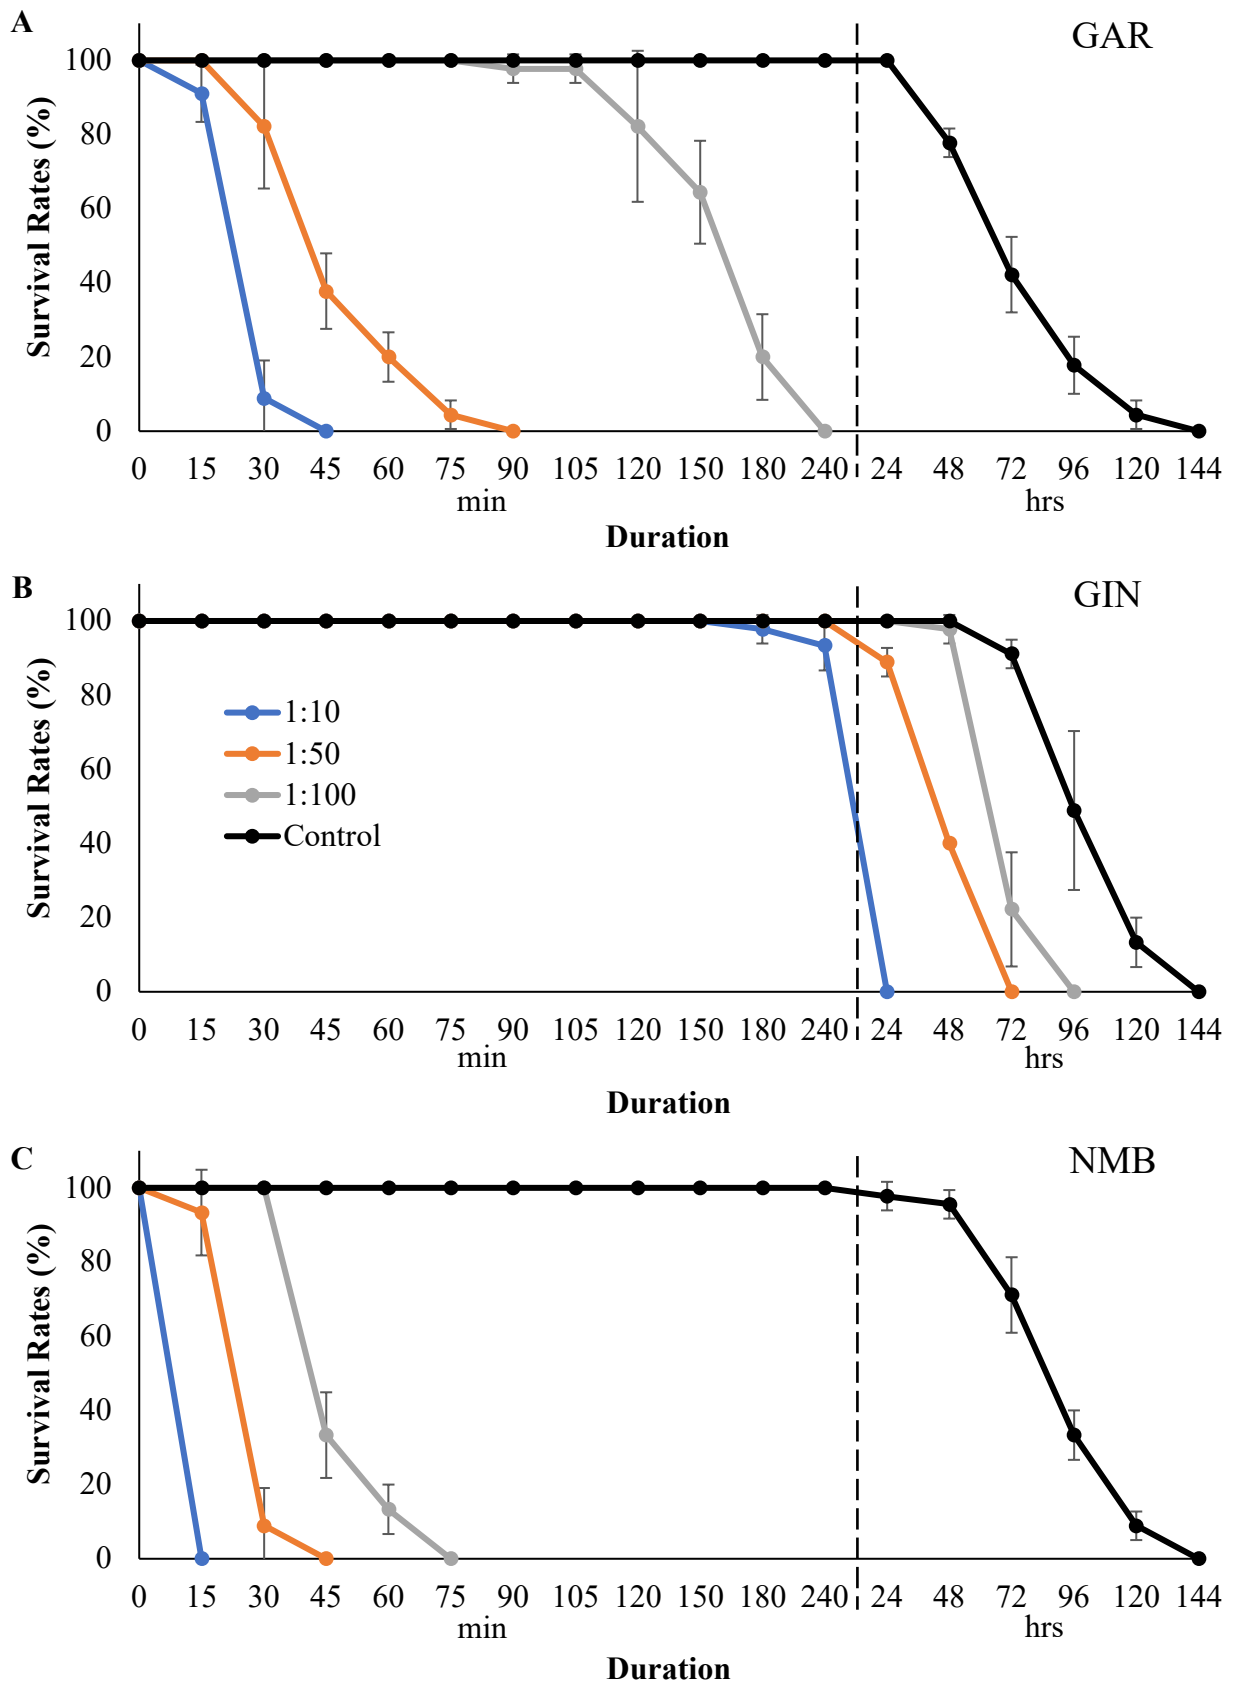 A
GAR
Survival Rates (%)
100
80
60
40
20
0
0 15 30 45 60 75 90 105 120 150 180 240 24 48 72 96 120 144
min hrs
Duration
B
GIN
Survival Rates (%)
100
80
60
40
20
0
1:10
1:50
1:100
Control
0 15 30 45 60 75 90 105 120 150 180 240 24 48 72 96 120 144
min hrs
Duration
C
NMB
Survival Rates (%)
100
80
60
40
20
0
0 15 30 45 60 75 90 105 120 150 180 240 24 48 72 96 120 144
min hrs
Duration